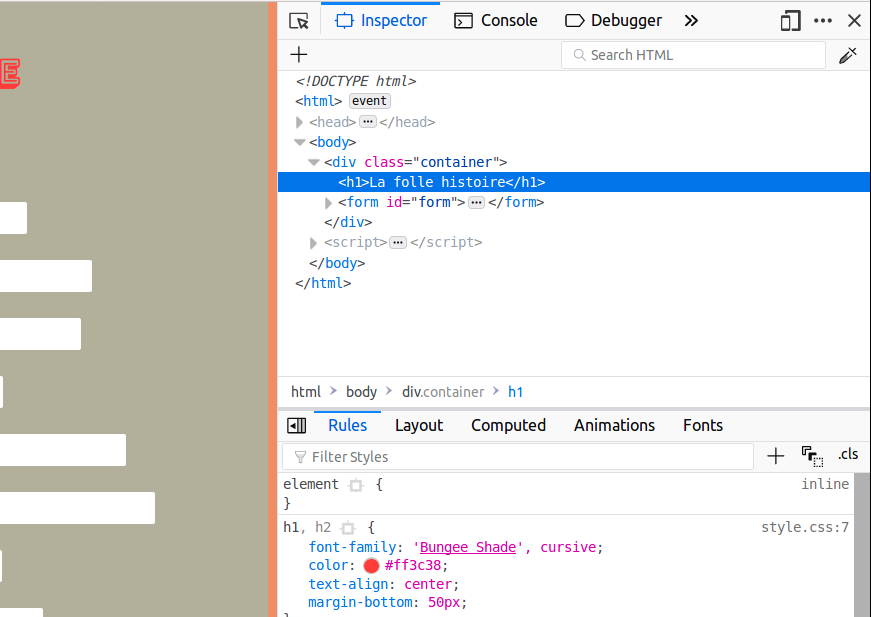 E
Inspector Console Debugger
+ Search HTML
<!DOCTYPE html>
<html> event
<head> ... </head>
<body>
<div class="container">
<h1>La folle histoire</h1>
<form id="form"> ... </form>
</div>
<script> ... </script>
</body>
</html>
html > body > div.container > h1
Rules Layout Computed Animations Fonts
Filter Styles + .cls
element { inline
}
h1, h2 { style.css:7
font-family: 'Bungee Shade', cursive;
color: #ff3c38;
text-align: center;
margin-bottom: 50px;
}